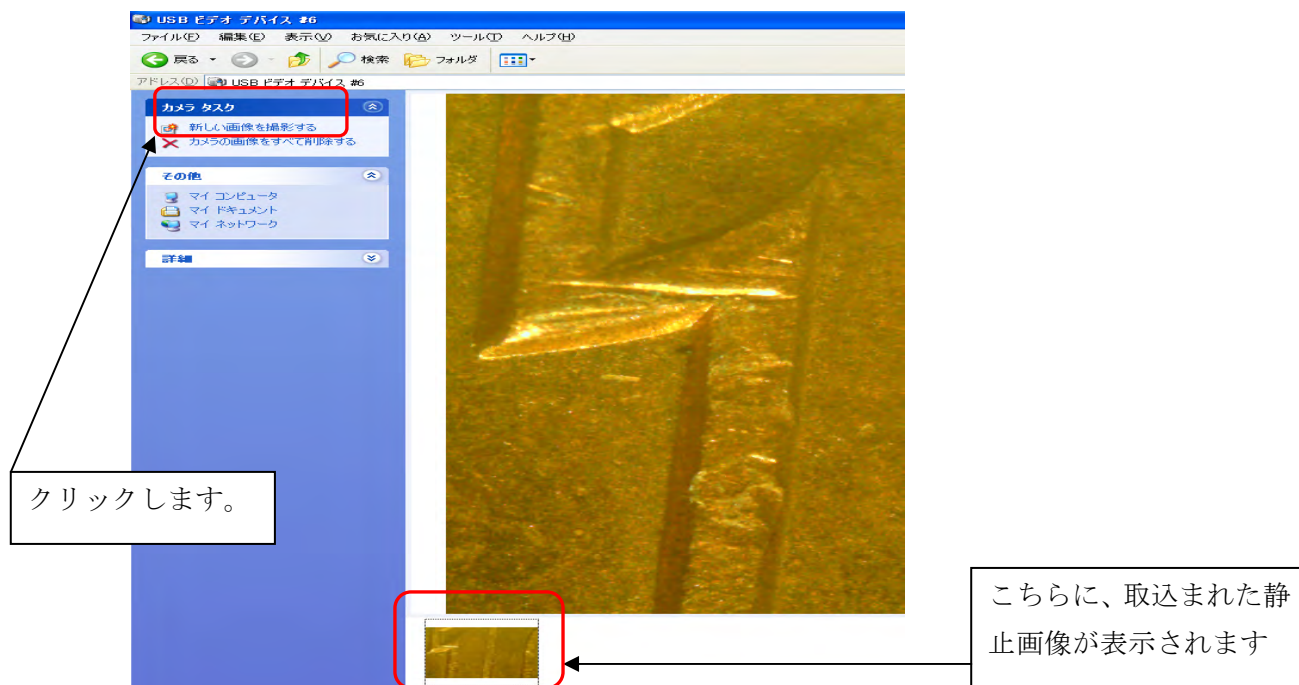 USB ビデオ デバイス #6
ファイル(F) 編集(E) 表示(V) お気に入り(A) ツール(T) ヘルプ(H)
戻る 検索 フォルダ
アドレス(D) USB ビデオ デバイス #6
カメラ タスク
新しい画像を撮影する
カメラの画像をすべて削除する
その他
マイ コンピュータ
マイ ドキュメント
マイ ネットワーク
詳細
クリックします。
こちらに、取込まれた静
止画像が表示されます